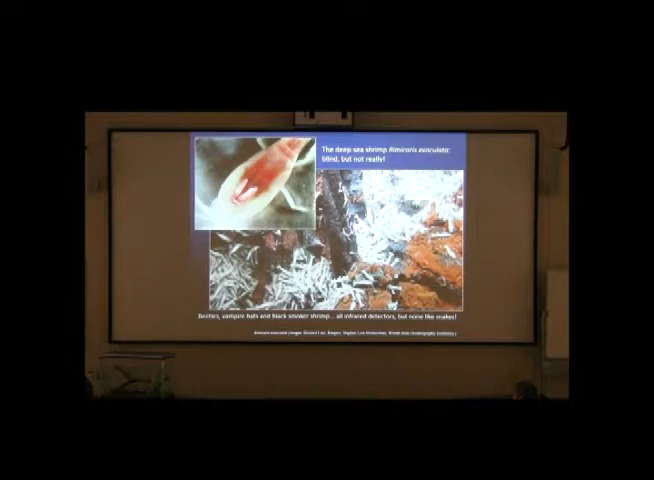 The deep sea shrimp Rimicaris exoculata:
blind, but not really!
Beetles, vampire bats and black smoker shrimp... all infrared detectors, but none like snakes!